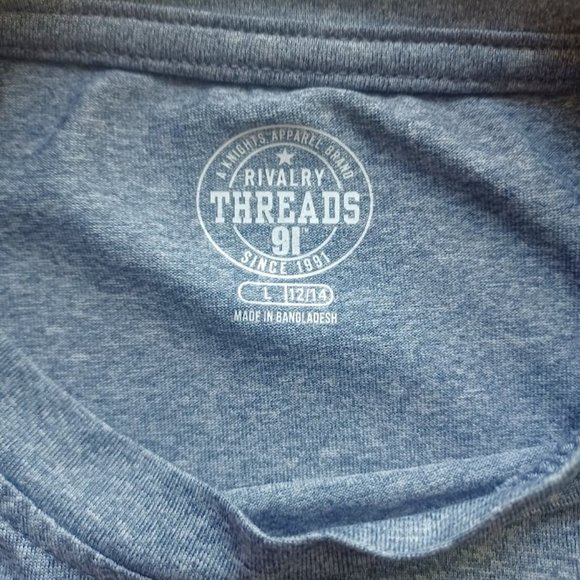 A KNIGHTS APPAREL BRAND
RIVALRY
THREADS
91
SINCE 1991
L 12/14
MADE IN BANGLADESH